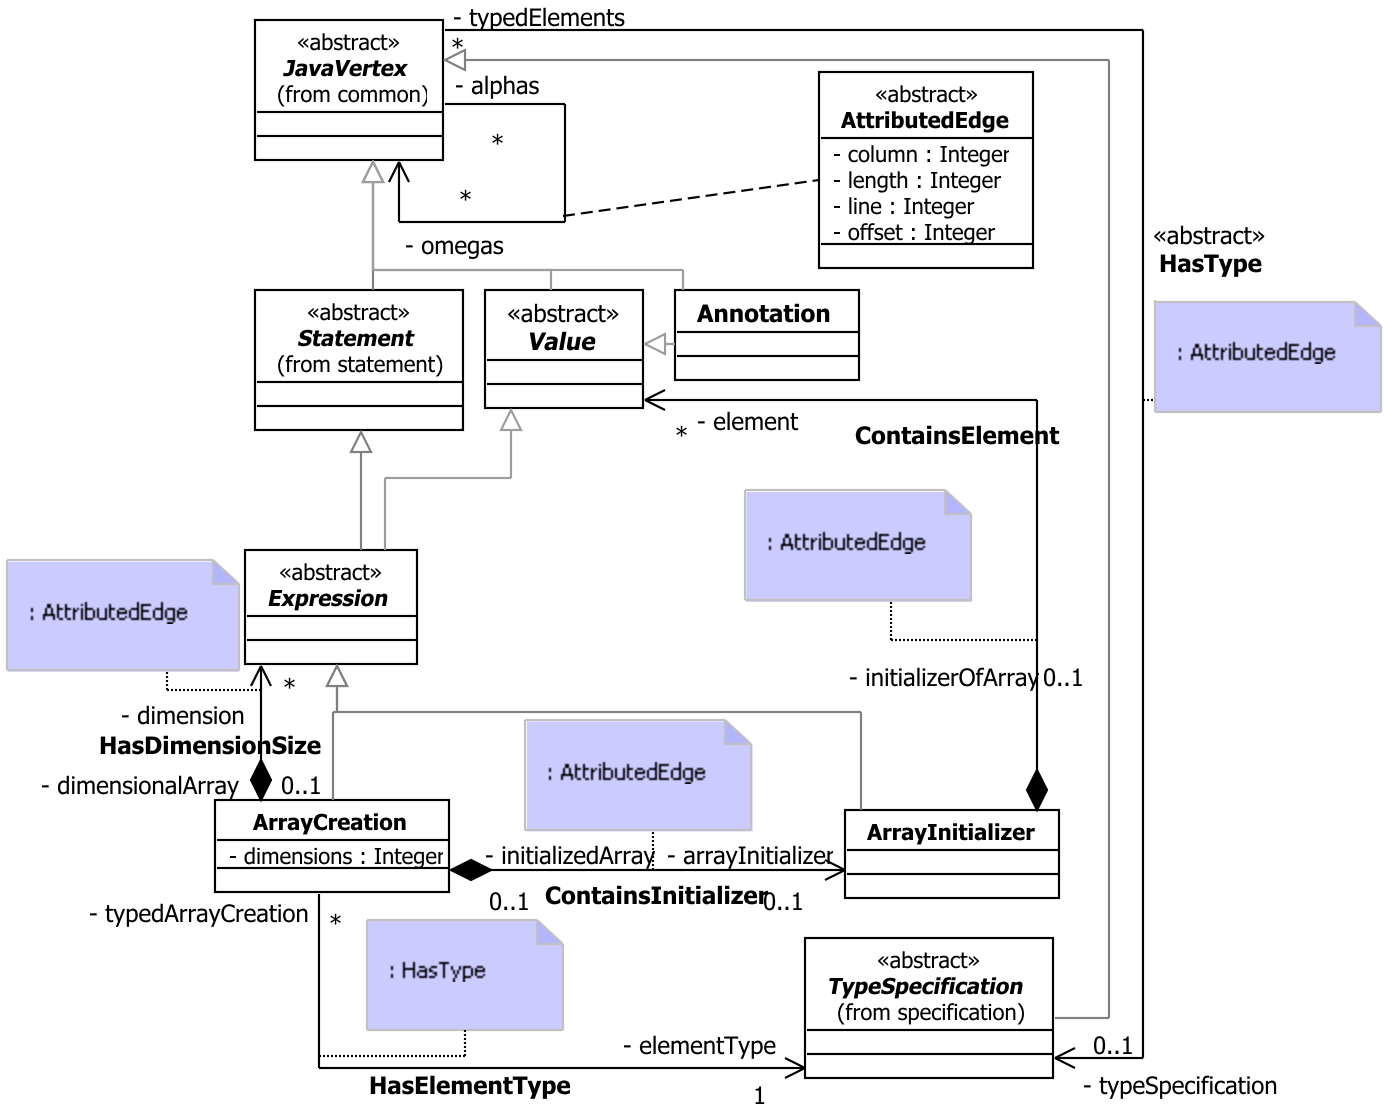 - typedElements
*
«abstract»
JavaVertex
(from common)
- alphas
*
*
- omegas
«abstract»
AttributedEdge
- column : Integer
- length : Integer
- line : Integer
- offset : Integer
«abstract»
HasType
: AttributedEdge
«abstract»
Statement
(from statement)
«abstract»
Value
Annotation
* - element
ContainsElement
: AttributedEdge
: AttributedEdge
«abstract»
Expression
*
- dimension
HasDimensionSize
- dimensionalArray 0..1
- initializerOfArray 0..1
: AttributedEdge
ArrayCreation
- dimensions : Integer
- initializedArray - arrayInitializer
0..1 ContainsInitializer 0..1
ArrayInitializer
- typedArrayCreation *
: HasType
«abstract»
TypeSpecification
(from specification)
- elementType
HasElementType
1
0..1
- typeSpecification